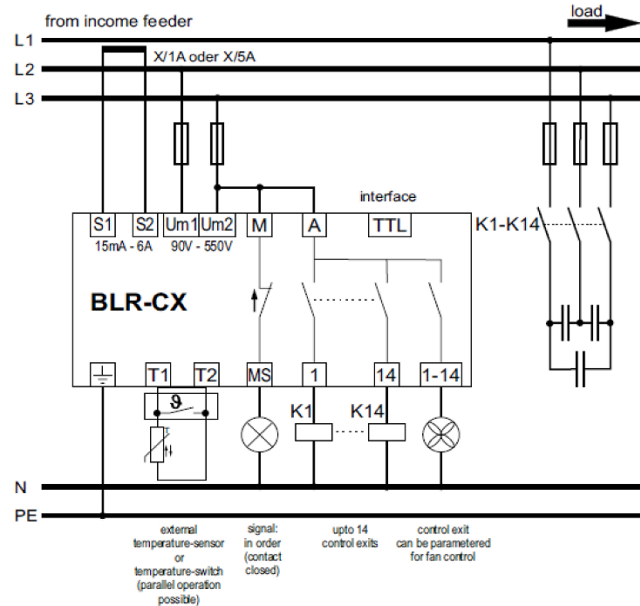 from income feeder
load
L1
X/1A oder X/5A
L2
L3
interface
S1 S2 Um1 Um2 M A TTL K1-K14
15mA - 6A 90V - 550V
BLR-CX
T1 T2 MS 1 14 1-14
ϑ
K1 K14
N
PE
external
temperature-sensor
or
temperature-switch
(parallel operation
possible)
signal:
in order
(contact
closed)
upto 14
control exits
control exit
can be parametered
for fan control